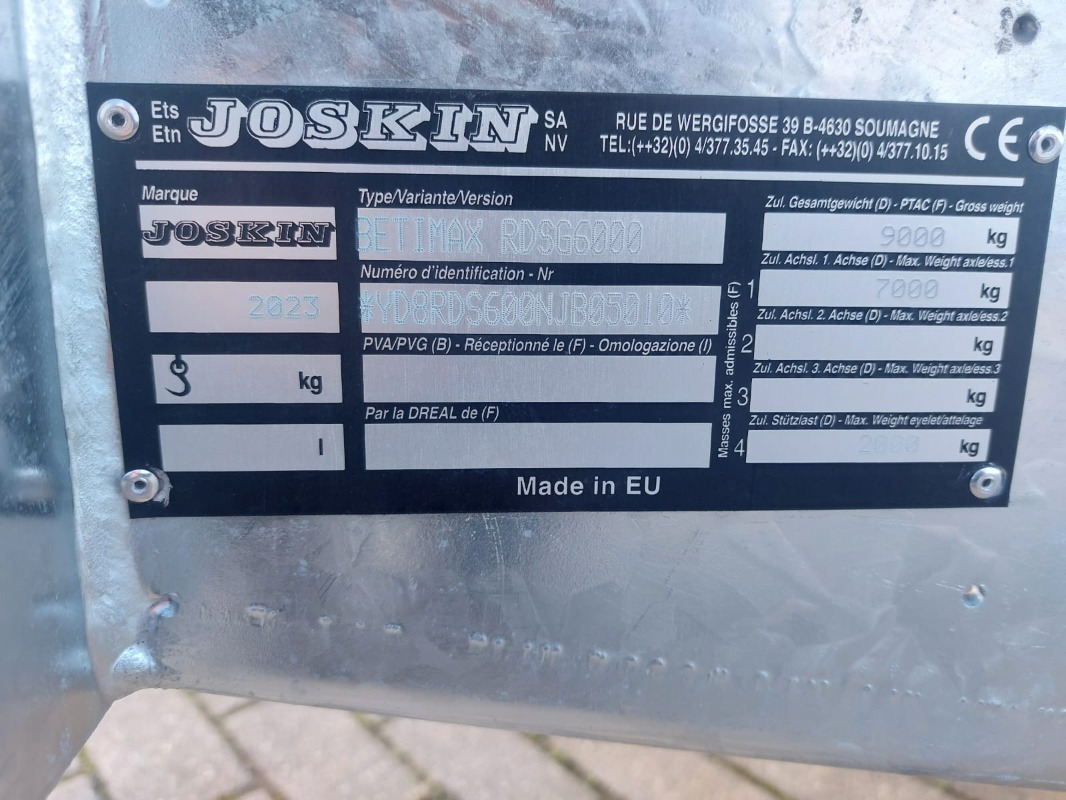 Ets Etn JOSKIN SA NV
RUE DE WERGIFOSSE 39 B-4630 SOUMAGNE
TEL:(++32)(0) 4/377.35.45 - FAX: (++32)(0) 4/377.10.15
CE
Marque
JOSKIN
2023
kg
l
Type/Variante/Version
BETIMAX RDSG6000
Numéro d'identification - Nr
*YD8RDS600NJB05010*
PVA/PVG (B) - Réceptionné le (F) - Omologazione (I)
Par la DREAL de (F)
Masses max. admissibles (F)
Zul. Gesamtgewicht (D) - PTAC (F) - Gross weight
9000 kg
Zul. Achsl. 1. Achse (D) - Max. Weight axle/ess.1
1 7000 kg
Zul. Achsl. 2. Achse (D) - Max. Weight axle/ess.2
2 kg
Zul. Achsl. 3. Achse (D) - Max. Weight axle/ess.3
3 kg
Zul. Stützlast (D) - Max. Weight eyelet/attelage
4 2000 kg
Made in EU